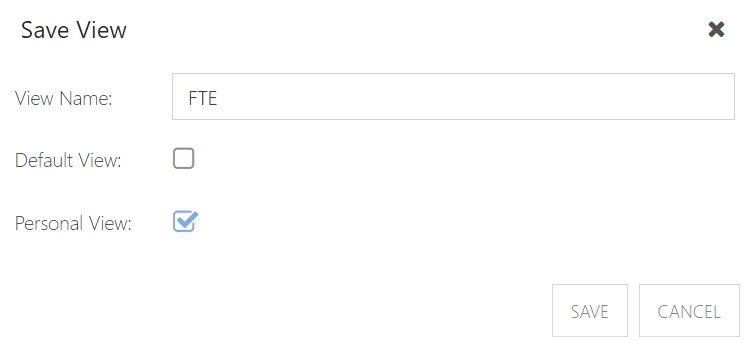 Save View
View Name: FTE
Default View:
Personal View:
SAVE CANCEL